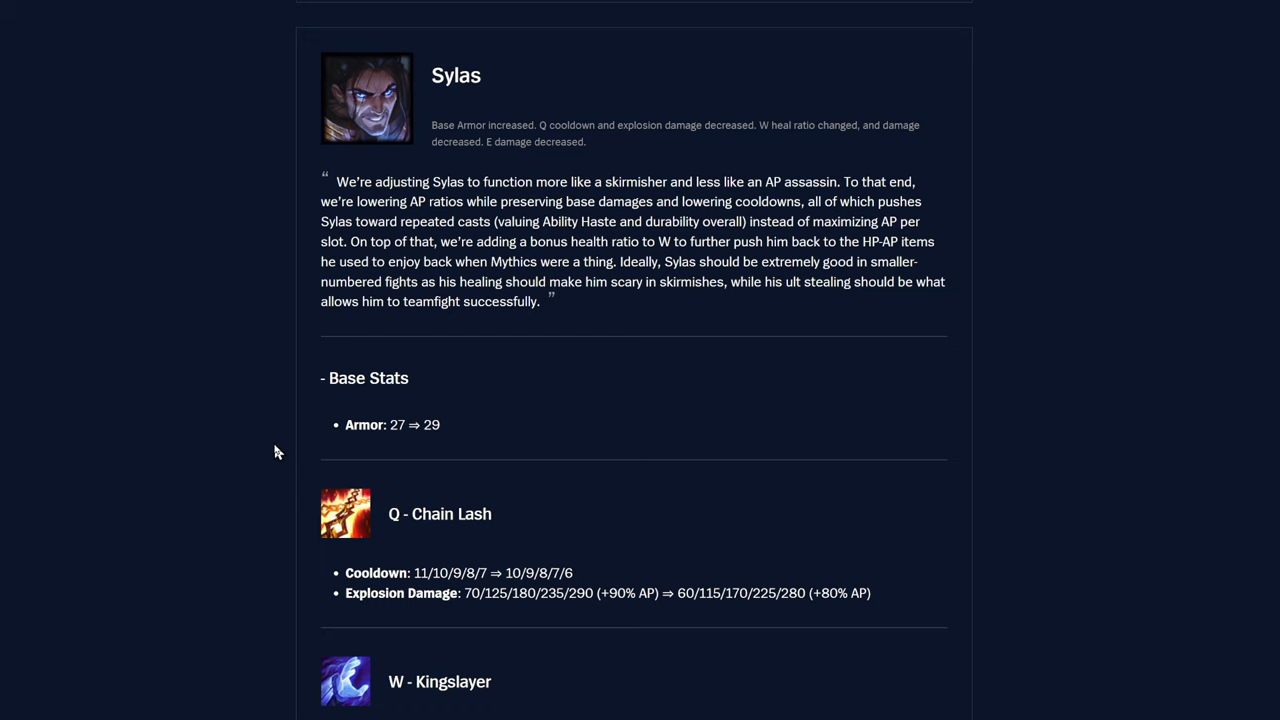 Sylas
Base Armor increased. Q cooldown and explosion damage decreased. W heal ratio changed, and damage
decreased. E damage decreased.
“ We’re adjusting Sylas to function more like a skirmisher and less like an AP assassin. To that end,
we’re lowering AP ratios while preserving base damages and lowering cooldowns, all of which pushes
Sylas toward repeated casts (valuing Ability Haste and durability overall) instead of maximizing AP per
slot. On top of that, we’re adding a bonus health ratio to W to further push him back to the HP-AP items
he used to enjoy back when Mythics were a thing. Ideally, Sylas should be extremely good in smaller-
numbered fights as his healing should make him scary in skirmishes, while his ult stealing should be what
allows him to teamfight successfully. ”
- Base Stats
• Armor: 27 ⇒ 29
Q - Chain Lash
• Cooldown: 11/10/9/8/7 ⇒ 10/9/8/7/6
• Explosion Damage: 70/125/180/235/290 (+90% AP) ⇒ 60/115/170/225/280 (+80% AP)
W - Kingslayer